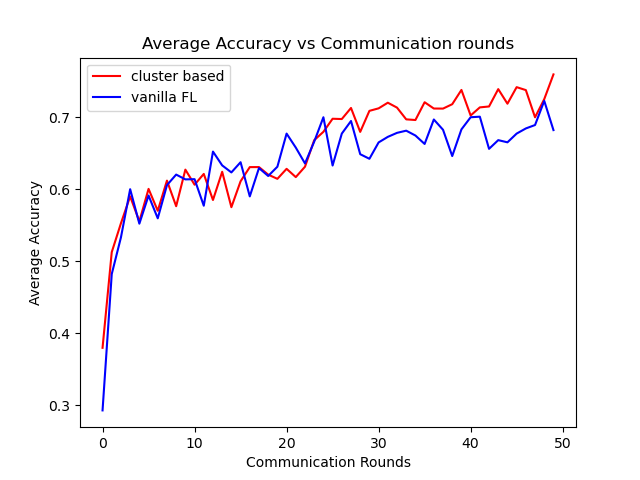 Average Accuracy vs Communication rounds
cluster based
vanilla FL
Average Accuracy
0.7
0.6
0.5
0.4
0.3
0 10 20 30 40 50
Communication Rounds